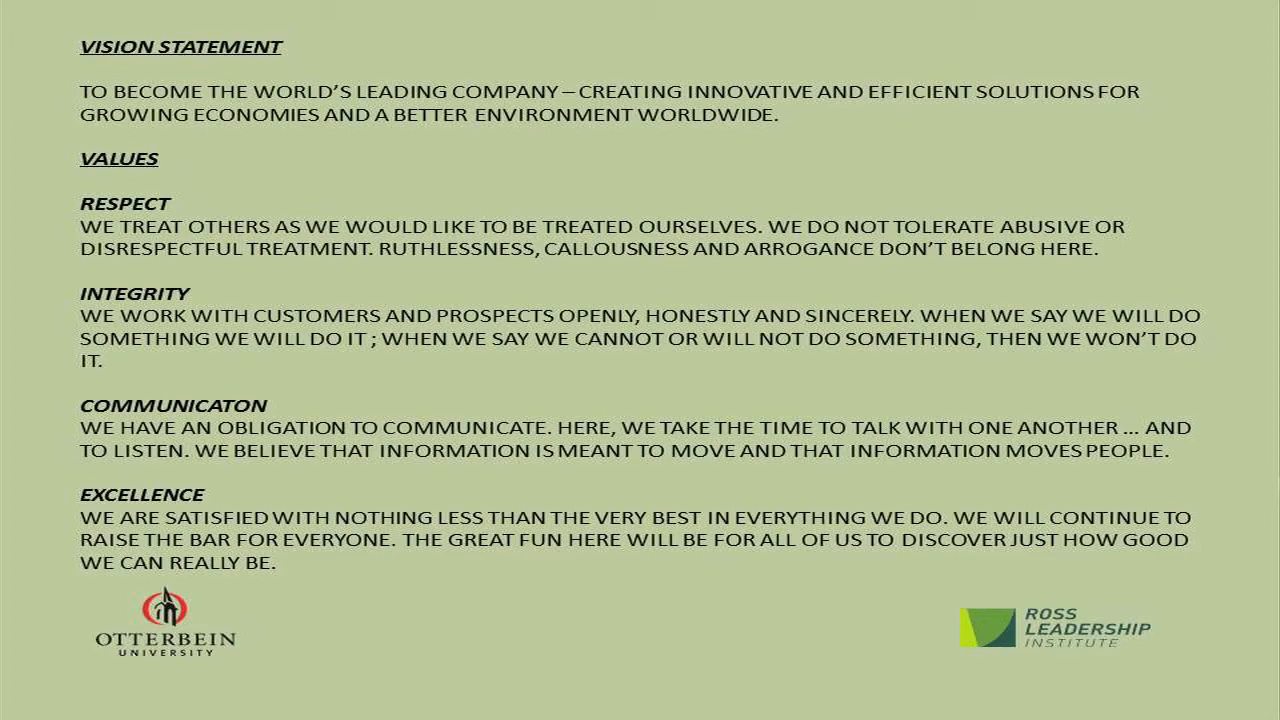 VISION STATEMENT
TO BECOME THE WORLD'S LEADING COMPANY – CREATING INNOVATIVE AND EFFICIENT SOLUTIONS FOR
GROWING ECONOMIES AND A BETTER ENVIRONMENT WORLDWIDE.
VALUES
RESPECT
WE TREAT OTHERS AS WE WOULD LIKE TO BE TREATED OURSELVES. WE DO NOT TOLERATE ABUSIVE OR
DISRESPECTFUL TREATMENT. RUTHLESSNESS, CALLOUSNESS AND ARROGANCE DON'T BELONG HERE.
INTEGRITY
WE WORK WITH CUSTOMERS AND PROSPECTS OPENLY, HONESTLY AND SINCERELY. WHEN WE SAY WE WILL DO
SOMETHING WE WILL DO IT ; WHEN WE SAY WE CANNOT OR WILL NOT DO SOMETHING, THEN WE WON'T DO
IT.
COMMUNICATON
WE HAVE AN OBLIGATION TO COMMUNICATE. HERE, WE TAKE THE TIME TO TALK WITH ONE ANOTHER ... AND
TO LISTEN. WE BELIEVE THAT INFORMATION IS MEANT TO MOVE AND THAT INFORMATION MOVES PEOPLE.
EXCELLENCE
WE ARE SATISFIED WITH NOTHING LESS THAN THE VERY BEST IN EVERYTHING WE DO. WE WILL CONTINUE TO
RAISE THE BAR FOR EVERYONE. THE GREAT FUN HERE WILL BE FOR ALL OF US TO DISCOVER JUST HOW GOOD
WE CAN REALLY BE.
OTTERBEIN
UNIVERSITY
ROSS
LEADERSHIP
INSTITUTE